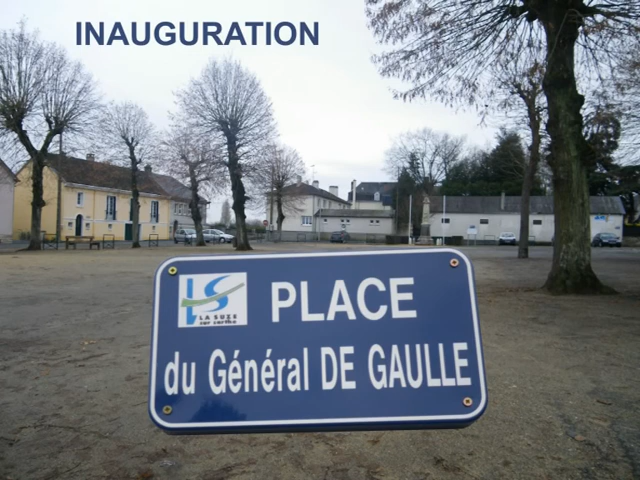 INAUGURATION
LS
LA SUZE
sur sarthe
PLACE
du Général DE GAULLE